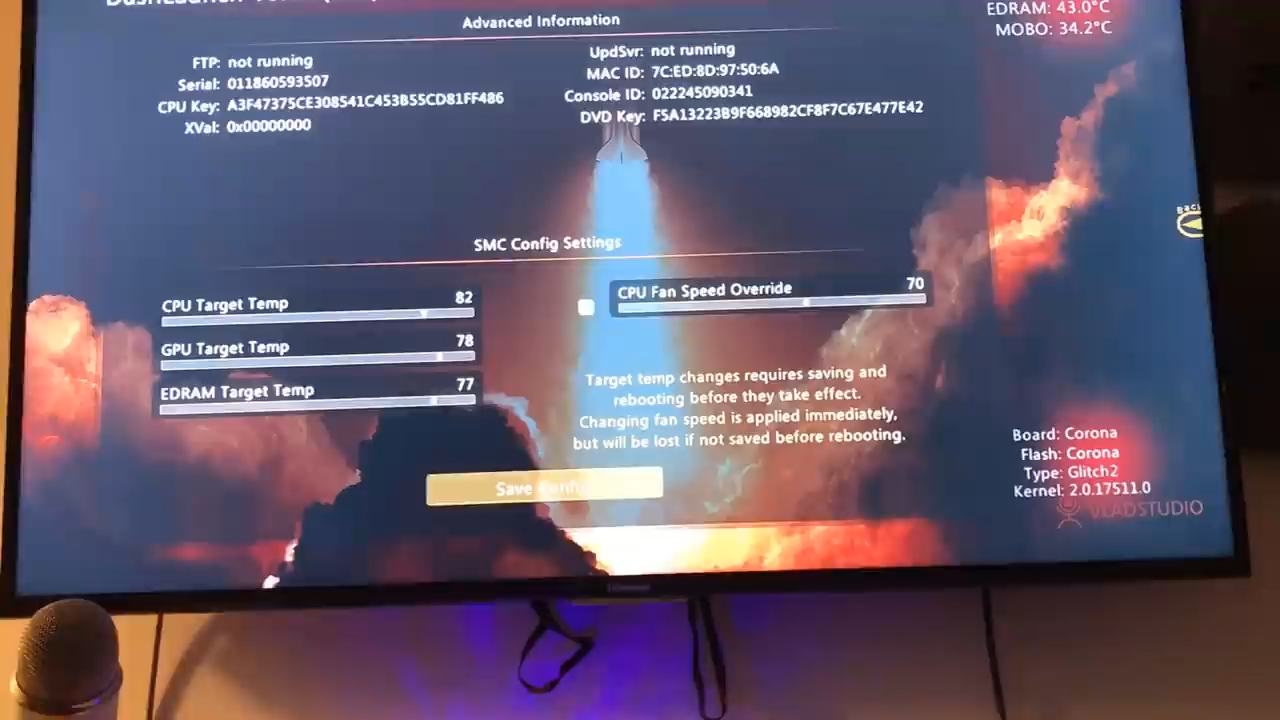 Advanced Information
EDRAM: 43.0°C
MOBO: 34.2°C
FTP: not running
UpdSvr: not running
Serial: 011860593507
MAC ID: 7C:ED:8D:97:50:6A
CPU Key: A3F47375CE308541C453B55CD81FF486
Console ID: 022245090341
XVal: 0x00000000
DVD Key: F5A13223B9F668982CF8F7C67E477E42
Back
SMC Config Settings
CPU Target Temp 82
CPU Fan Speed Override 70
GPU Target Temp 78
EDRAM Target Temp 77
Target temp changes requires saving and
rebooting before they take effect.
Changing fan speed is applied immediately,
but will be lost if not saved before rebooting.
Save
Board: Corona
Flash: Corona
Type: Glitch2
Kernel: 2.0.17511.0
VLADSTUDIO